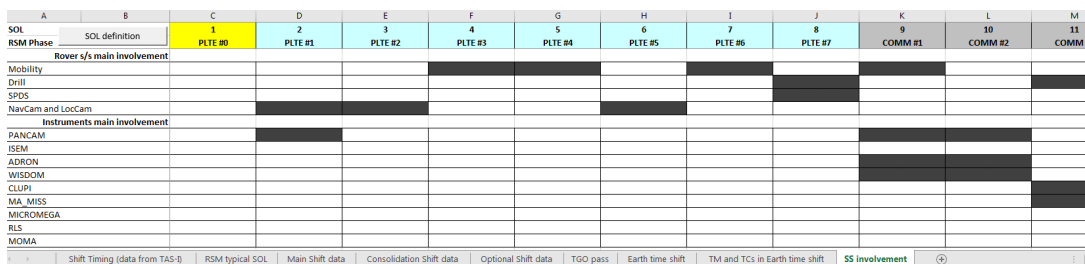 A B C D E F G H I J K L M
SOL SOL definition 1 2 3 4 5 6 7 8 9 10 11
RSM Phase PLTE #0 PLTE #1 PLTE #2 PLTE #3 PLTE #4 PLTE #5 PLTE #6 PLTE #7 COMM #1 COMM #2 COMM
Rover s/s main involvement
Mobility
Drill
SPDS
NavCam and LocCam
Instruments main involvement
PANCAM
ISEM
ADRON
WISDOM
CLUPI
MA_MISS
MICROMEGA
RLS
MOMA
Shift Timing (data from TAS-I) RSM typical SOL Main Shift data Consolidation Shift data Optional Shift data TGO pass Earth time shift TM and TCs in Earth time shift SS involvement